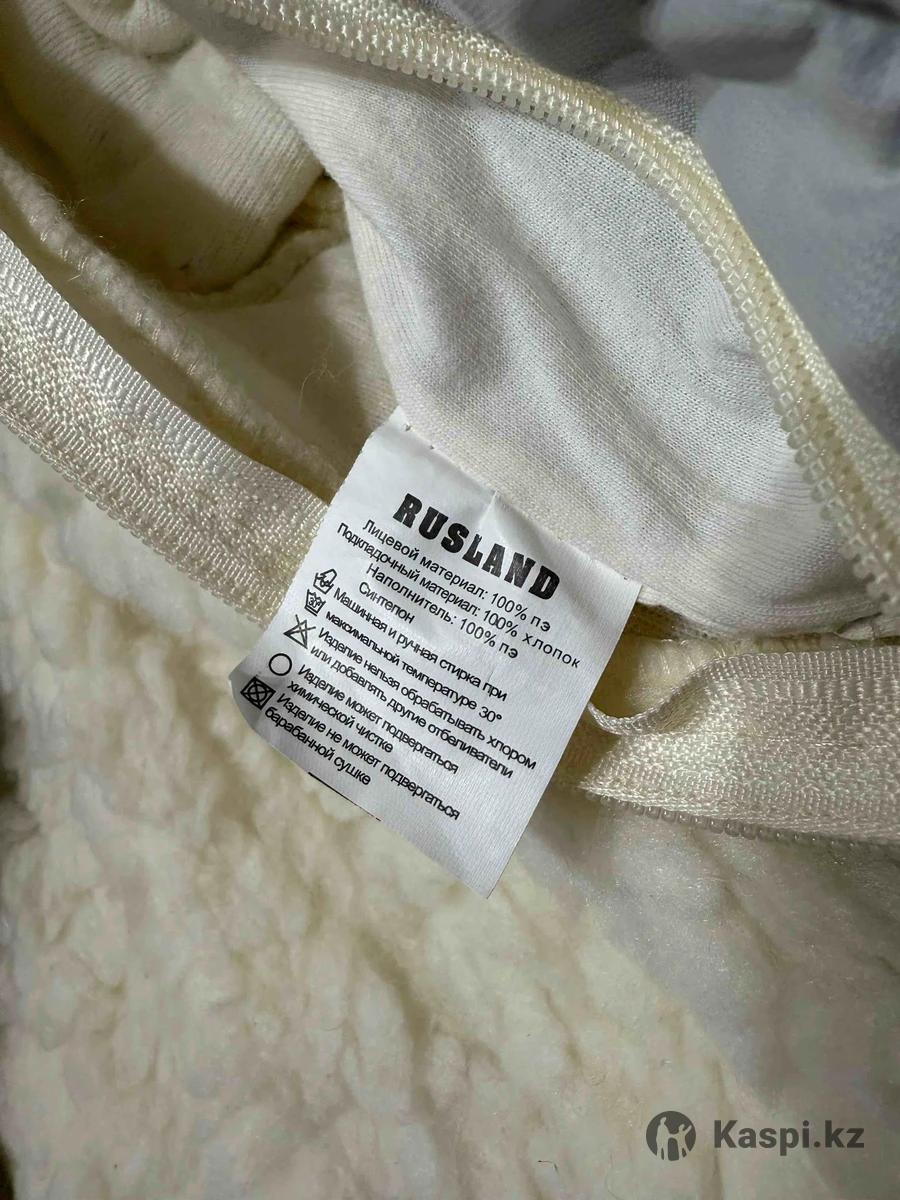 RUSLAND
Лицевой материал: 100% пэ
Подкладочный материал: 100% хлопок
Наполнитель: 100% пэ
Синтепон
Машинная и ручная стирка при
максимальной температуре 30°
Изделие нельзя обрабатывать хлором
или добавлять другие отбеливатели
Изделие может подвергаться
химической чистке
Изделие не может подвергаться
барабанной сушке
Kaspi.kz